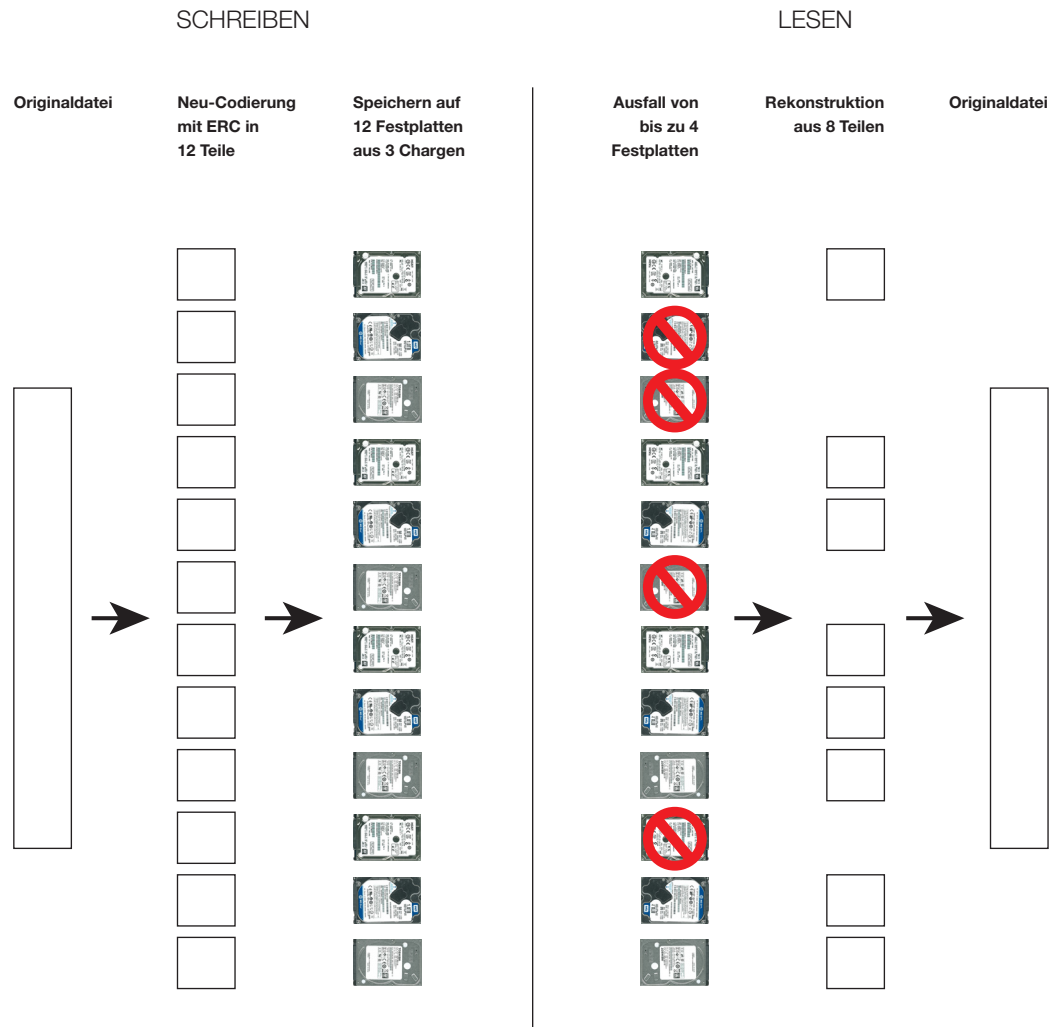 SCHREIBEN
LESEN
Originaldatei
Neu-Codierung
mit ERC in
12 Teile
Speichern auf
12 Festplatten
aus 3 Chargen
Ausfall von
bis zu 4
Festplatten
Rekonstruktion
aus 8 Teilen
Originaldatei